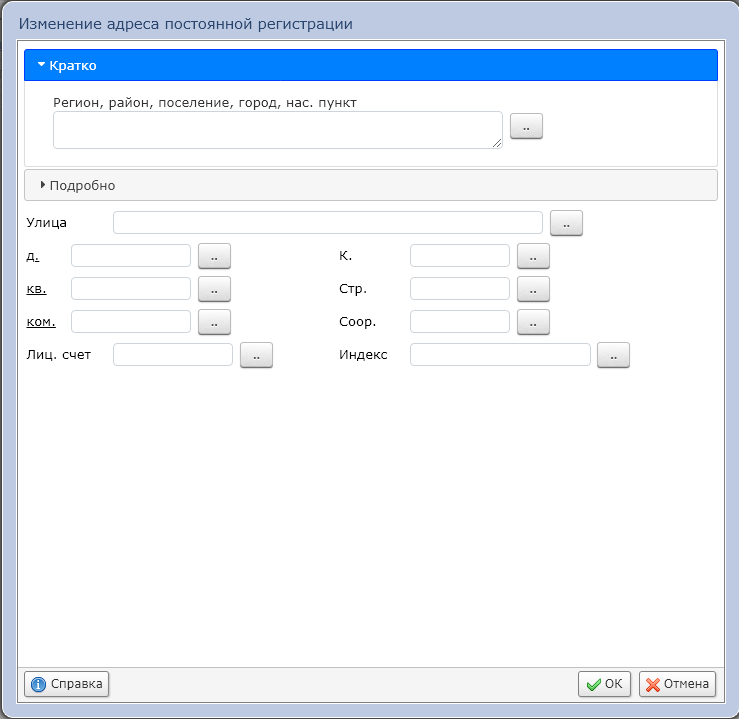 Изменение адреса постоянной регистрации
Кратко
Регион, район, поселение, город, нас. пункт
..
Подробно
Улица ..
д. .. К. ..
кв. .. Стр. ..
ком. .. Соор. ..
Лиц. счет .. Индекс ..
Справка OK Отмена